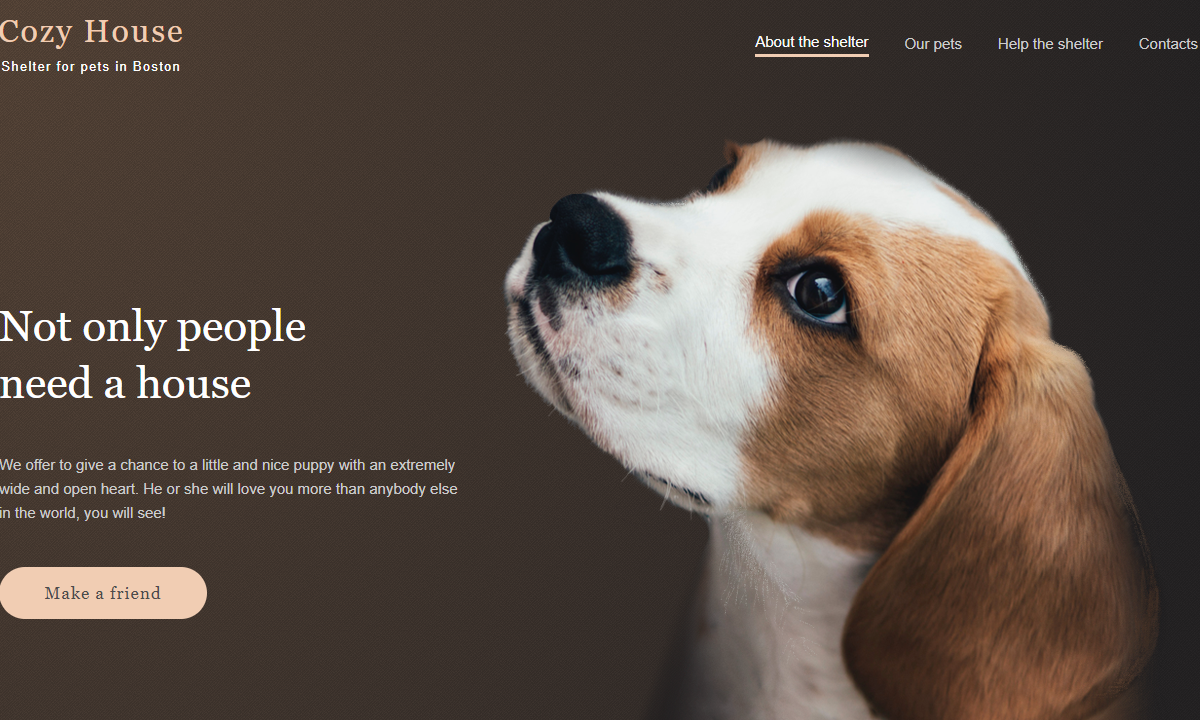 Cozy House
Shelter for pets in Boston
About the shelter
Our pets
Help the shelter
Contacts
Not only people
need a house
We offer to give a chance to a little and nice puppy with an extremely
wide and open heart. He or she will love you more than anybody else
in the world, you will see!
Make a friend